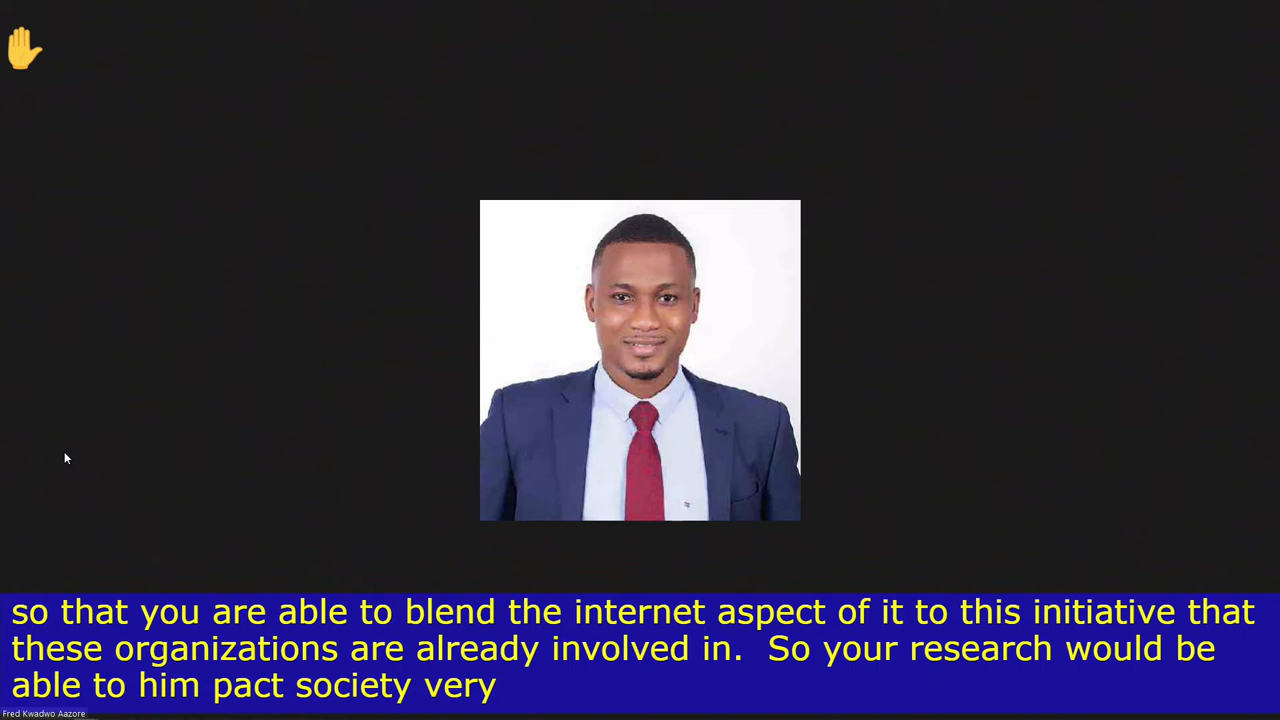 so that you are able to blend the internet aspect of it to this initiative that
these organizations are already involved in.  So your research would be
able to him pact society very
Fred Kwadwo Aazore